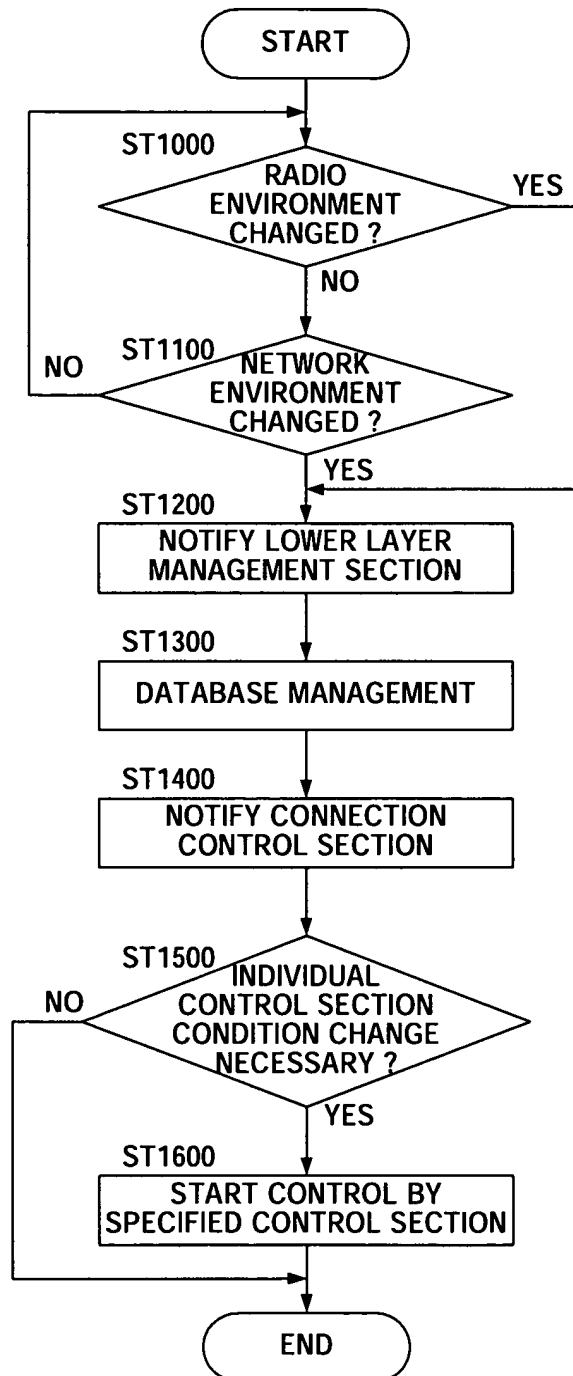 START
ST1000
RADIO
ENVIRONMENT
CHANGED ?
YES
NO
ST1100
NETWORK
ENVIRONMENT
CHANGED ?
NO
YES
ST1200
NOTIFY LOWER LAYER
MANAGEMENT SECTION
ST1300
DATABASE MANAGEMENT
ST1400
NOTIFY CONNECTION
CONTROL SECTION
ST1500
INDIVIDUAL
CONTROL SECTION
CONDITION CHANGE
NECESSARY ?
NO
YES
ST1600
START CONTROL BY
SPECIFIED CONTROL SECTION
END